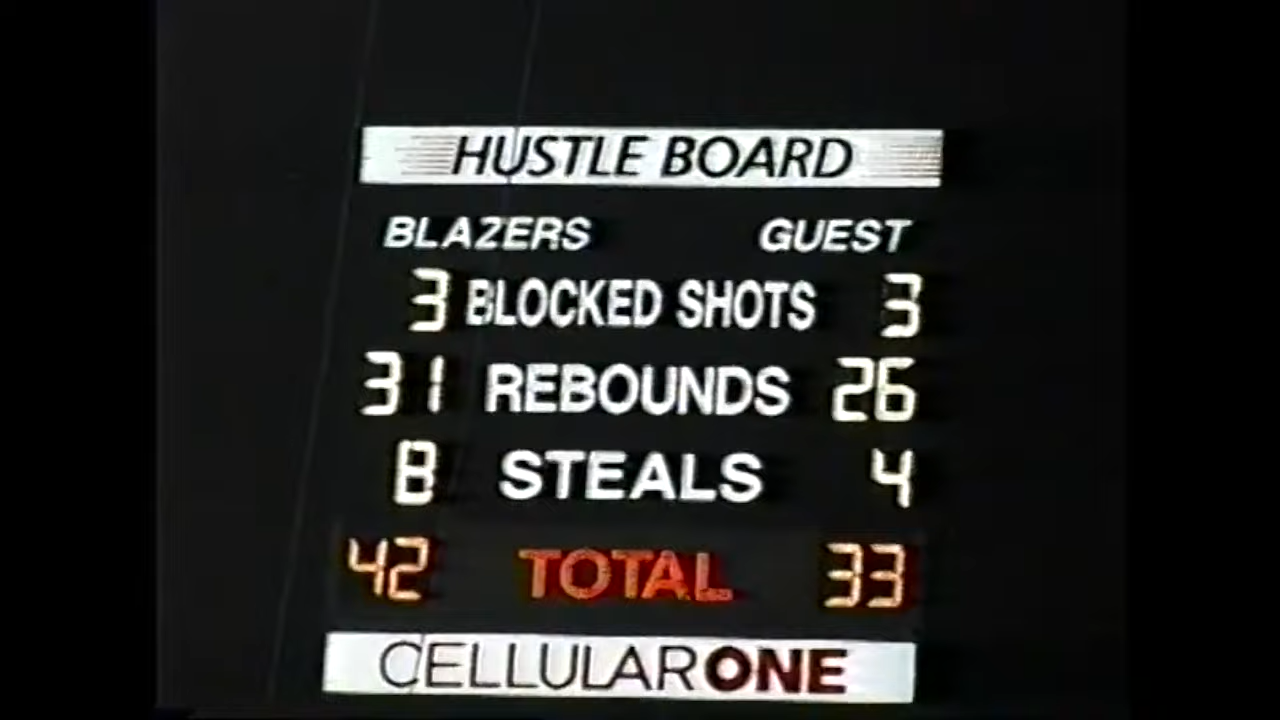 HUSTLE BOARD
BLAZERS GUEST
3 BLOCKED SHOTS 3
31 REBOUNDS 26
8 STEALS 4
42 TOTAL 33
CELLULARONE